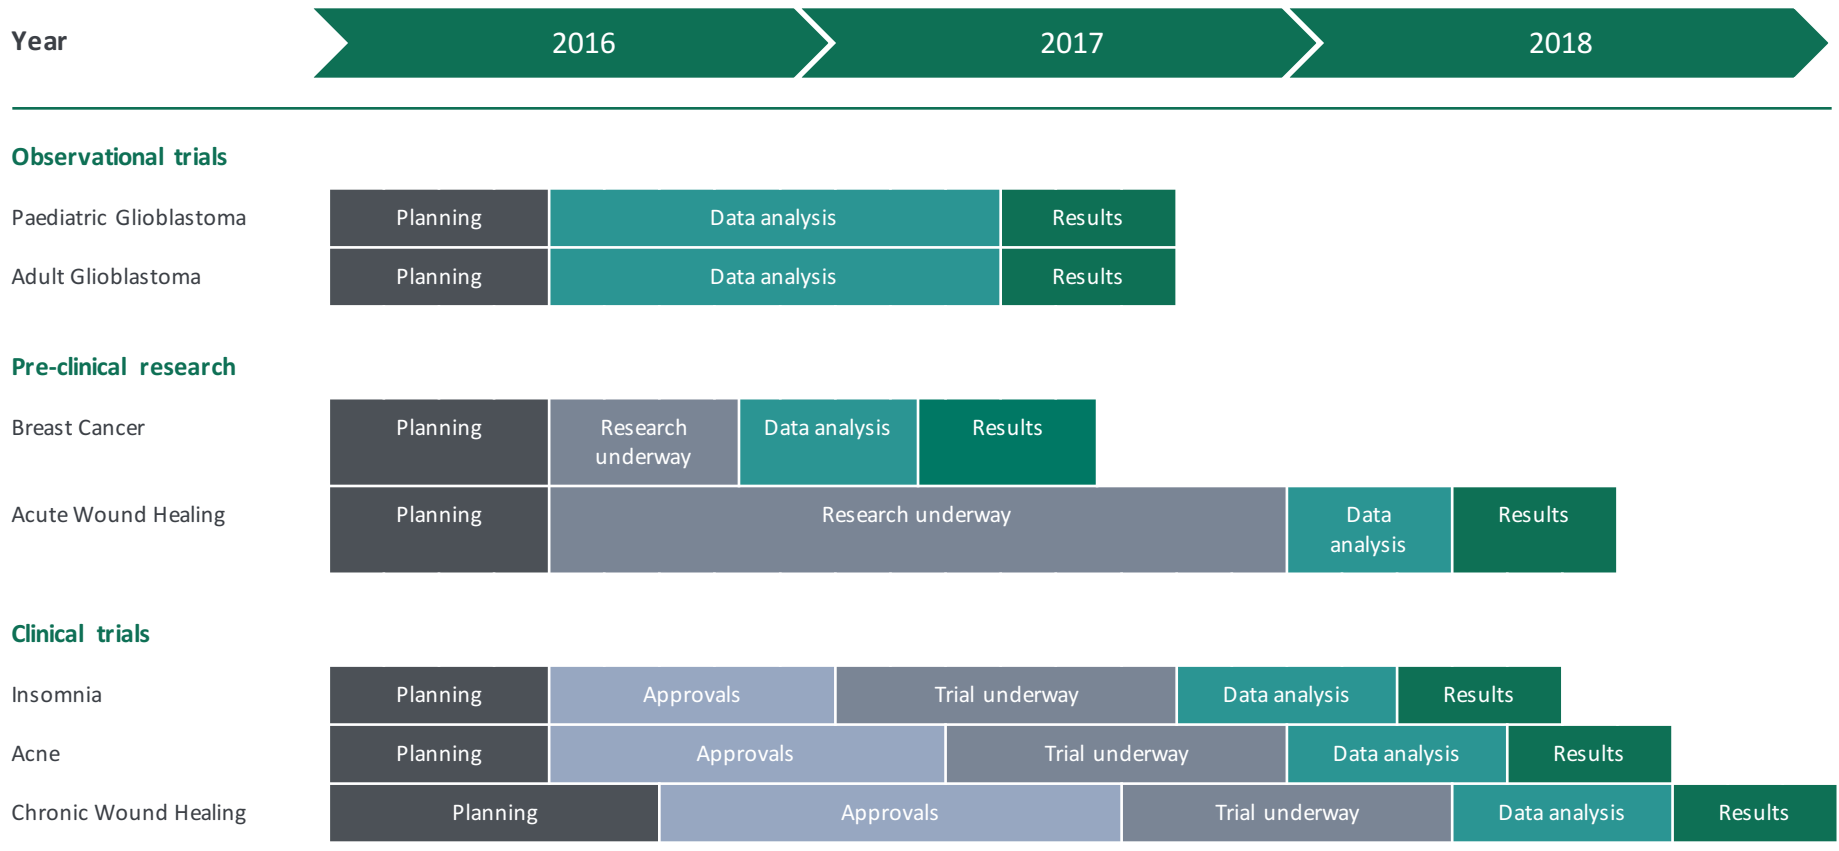 Year 2016 2017 2018
Observational trials
Paediatric Glioblastoma Planning Data analysis Results
Adult Glioblastoma Planning Data analysis Results
Pre-clinical research
Breast Cancer Planning Research underway Data analysis Results
Acute Wound Healing Planning Research underway Data analysis Results
Clinical trials
Insomnia Planning Approvals Trial underway Data analysis Results
Acne Planning Approvals Trial underway Data analysis Results
Chronic Wound Healing Planning Approvals Trial underway Data analysis Results